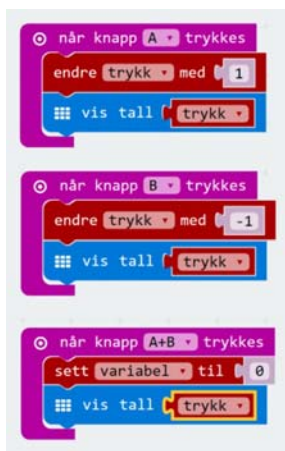 når knapp A trykkes
endre trykk med 1
vis tall trykk
når knapp B trykkes
endre trykk med -1
vis tall trykk
når knapp A+B trykkes
sett variabel til 0
vis tall trykk